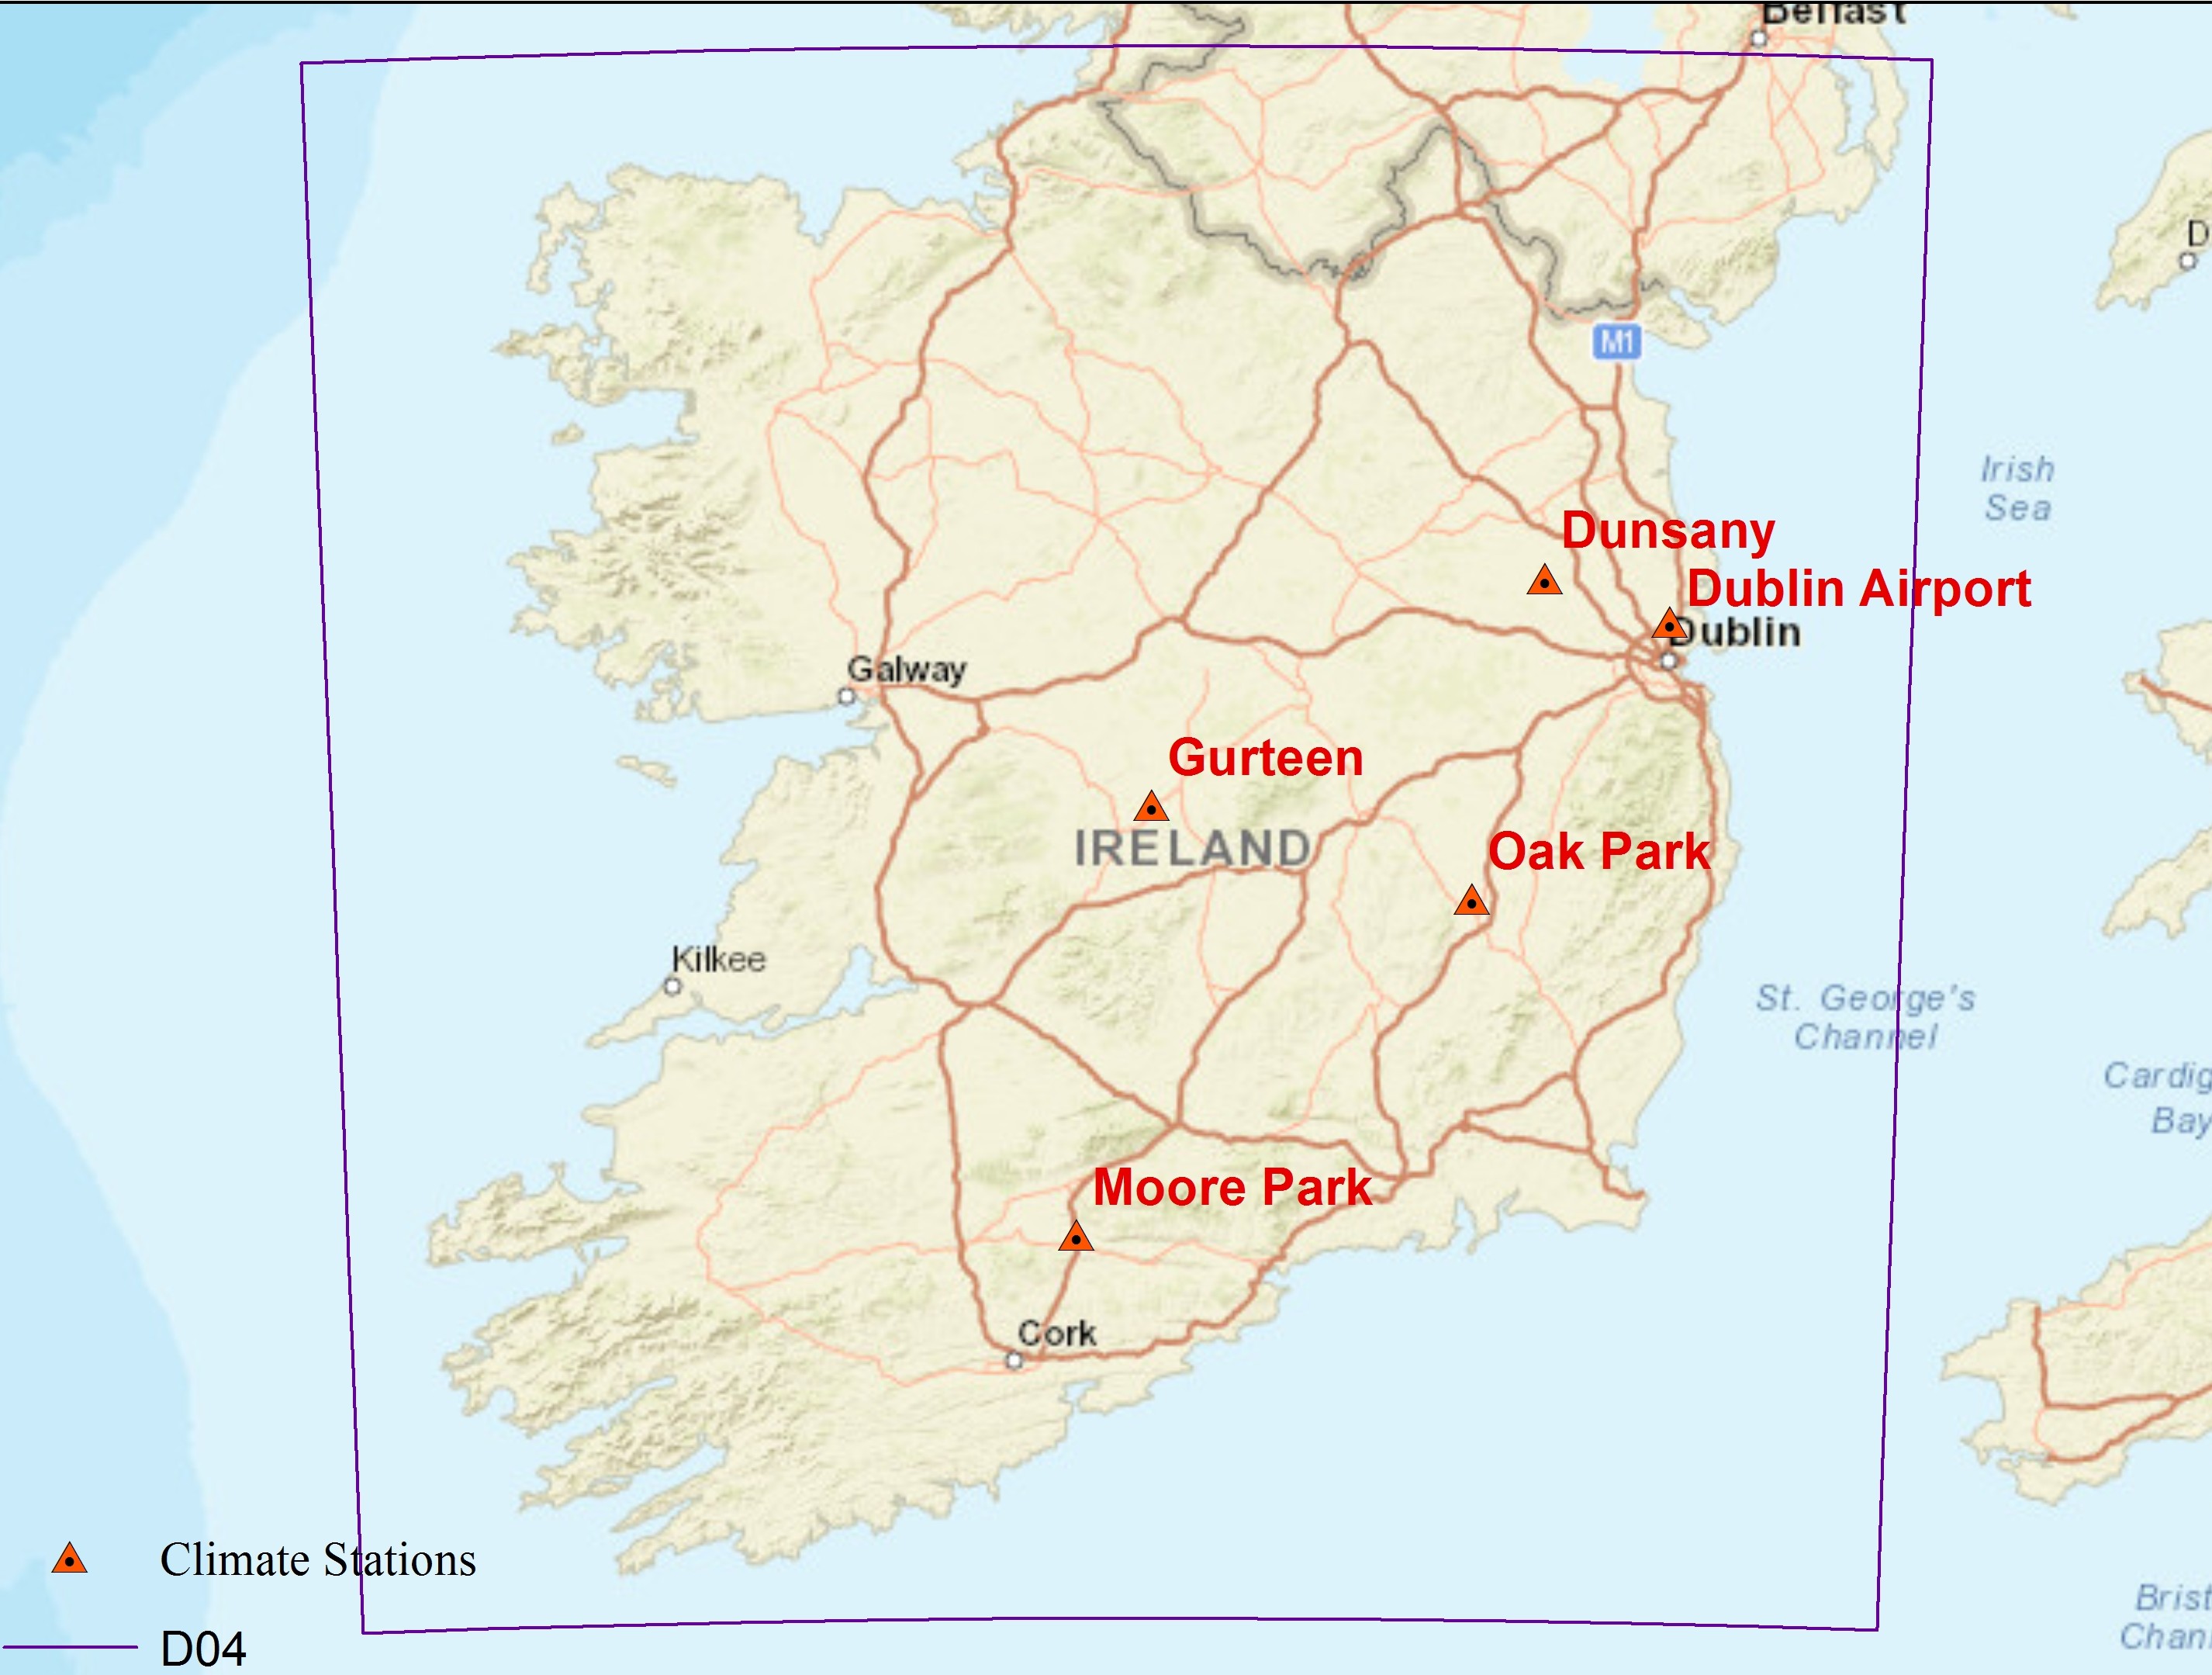 Belfast
D
M1
Irish
Sea
Dunsany
Dublin Airport
Dublin
Galway
Gurteen
IRELAND
Oak Park
Kilkee
St. George's
Channel
Cardig
Bay
Moore Park
Cork
Climate Stations
D04
Brist
Chan